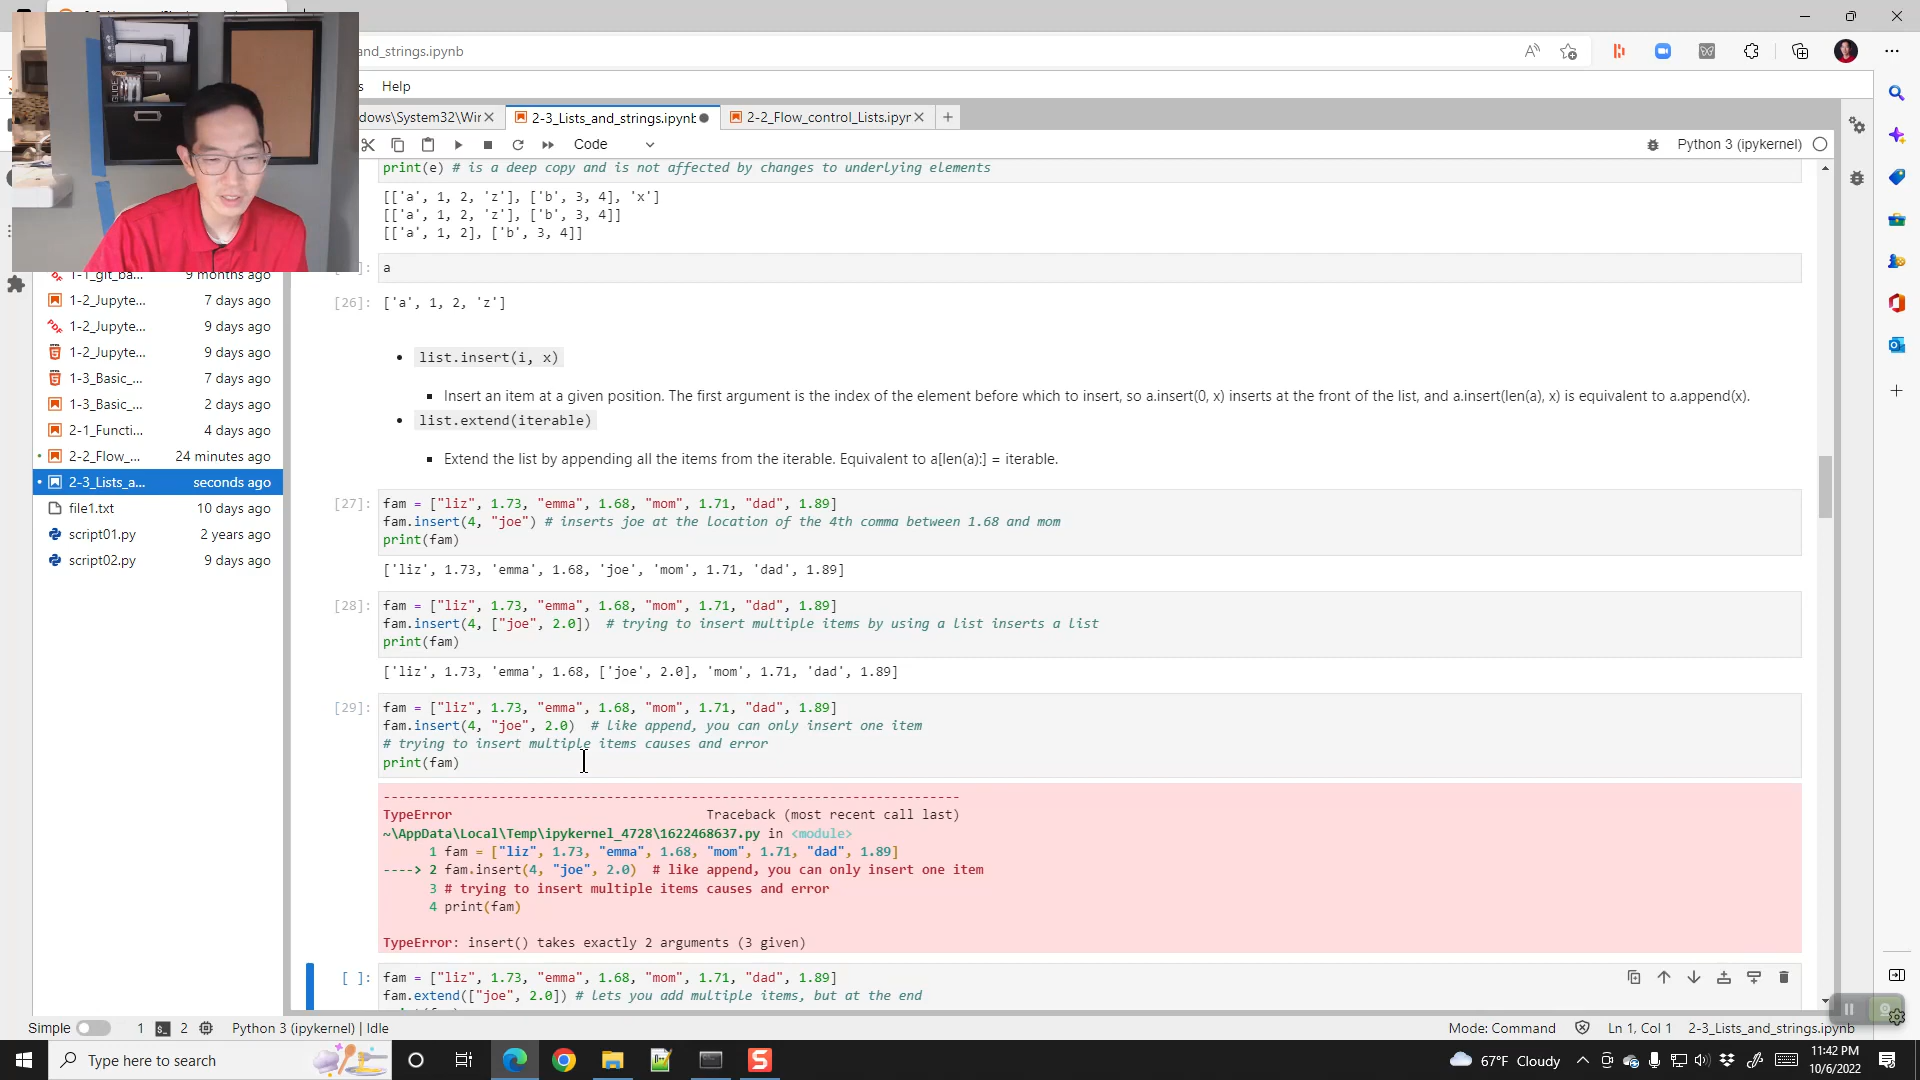 and_strings.ipynb
s Help
dows\System32\Wir
2-3_Lists_and_strings.ipynb
2-2_Flow_control_Lists.ipyr
Code
Python 3 (ipykernel)
print(e) # is a deep copy and is not affected by changes to underlying elements
[['a', 1, 2, 'z'], ['b', 3, 4], 'x']
[['a', 1, 2, 'z'], ['b', 3, 4]]
[['a', 1, 2], ['b', 3, 4]]
]: a
[26]: ['a', 1, 2, 'z']
list.insert(i, x)
Insert an item at a given position. The first argument is the index of the element before which to insert, so a.insert(0, x) inserts at the front of the list, and a.insert(len(a), x) is equivalent to a.append(x).
list.extend(iterable)
Extend the list by appending all the items from the iterable. Equivalent to a[len(a):] = iterable.
[27]: fam = ["liz", 1.73, "emma", 1.68, "mom", 1.71, "dad", 1.89]
fam.insert(4, "joe") # inserts joe at the location of the 4th comma between 1.68 and mom
print(fam)
['liz', 1.73, 'emma', 1.68, 'joe', 'mom', 1.71, 'dad', 1.89]
[28]: fam = ["liz", 1.73, "emma", 1.68, "mom", 1.71, "dad", 1.89]
fam.insert(4, ["joe", 2.0]) # trying to insert multiple items by using a list inserts a list
print(fam)
['liz', 1.73, 'emma', 1.68, ['joe', 2.0], 'mom', 1.71, 'dad', 1.89]
[29]: fam = ["liz", 1.73, "emma", 1.68, "mom", 1.71, "dad", 1.89]
fam.insert(4, "joe", 2.0) # like append, you can only insert one item
# trying to insert multiple items causes and error
print(fam)
---------------------------------------------------------------------------
TypeError Traceback (most recent call last)
~\AppData\Local\Temp\ipykernel_4728\1622468637.py in <module>
1 fam = ["liz", 1.73, "emma", 1.68, "mom", 1.71, "dad", 1.89]
----> 2 fam.insert(4, "joe", 2.0) # like append, you can only insert one item
3 # trying to insert multiple items causes and error
4 print(fam)
TypeError: insert() takes exactly 2 arguments (3 given)
[ ]: fam = ["liz", 1.73, "emma", 1.68, "mom", 1.71, "dad", 1.89]
fam.extend(["joe", 2.0]) # lets you add multiple items, but at the end
1-1_git_ba... 9 months ago
1-2_Jupyte... 7 days ago
1-2_Jupyte... 9 days ago
1-2_Jupyte... 9 days ago
1-3_Basic_... 7 days ago
1-3_Basic_... 2 days ago
2-1_Functi... 4 days ago
2-2_Flow_... 24 minutes ago
2-3_Lists_a... seconds ago
file1.txt 10 days ago
script01.py 2 years ago
script02.py 9 days ago
Simple 1 2 Python 3 (ipykernel) | Idle
Mode: Command Ln 1, Col 1 2-3_Lists_and_strings.ipynb
Type here to search
67°F Cloudy
11:42 PM
10/6/2022